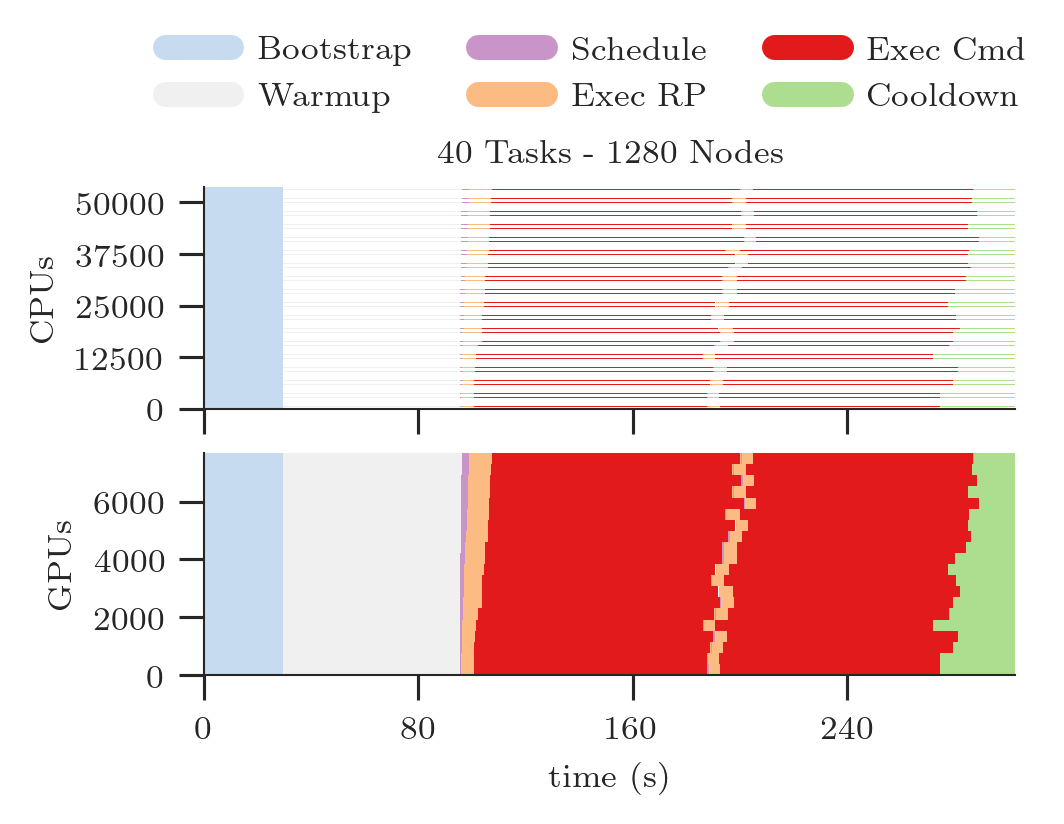 Bootstrap Schedule Exec Cmd
Warmup Exec RP Cooldown
40 Tasks - 1280 Nodes
50000
37500
25000
12500
0
CPUs
6000
4000
2000
0
GPUs
0 80 160 240
time (s)